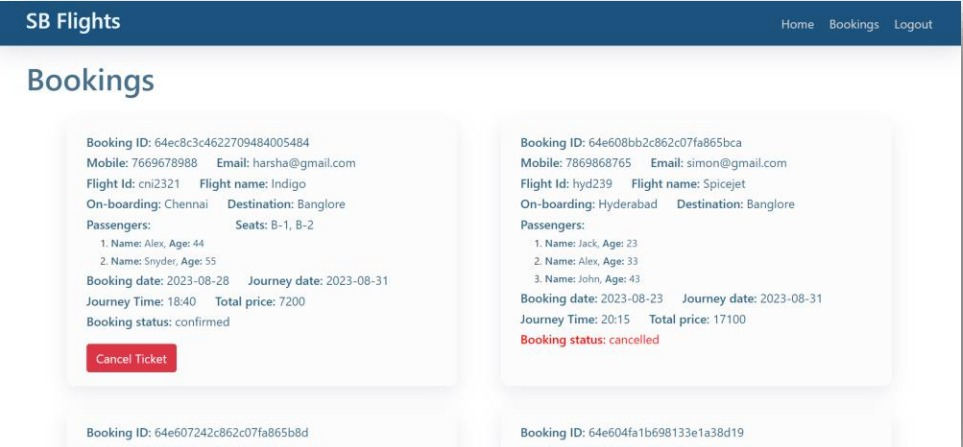 SB Flights
Home Bookings Logout
Bookings
Booking ID: 64ec8c3c4622709484005484
Mobile: 7669678988 Email: harsha@gmail.com
Flight Id: cni2321 Flight name: Indigo
On-boarding: Chennai Destination: Banglore
Passengers: Seats: B-1, B-2
1. Name: Alex, Age: 44
2. Name: Snyder, Age: 55
Booking date: 2023-08-28 Journey date: 2023-08-31
Journey Time: 18:40 Total price: 7200
Booking status: confirmed
Cancel Ticket
Booking ID: 64e608bb2c862c07fa865bca
Mobile: 7869868765 Email: simon@gmail.com
Flight Id: hyd239 Flight name: Spicejet
On-boarding: Hyderabad Destination: Banglore
Passengers:
1. Name: Jack, Age: 23
2. Name: Alex, Age: 33
3. Name: John, Age: 43
Booking date: 2023-08-23 Journey date: 2023-08-31
Journey Time: 20:15 Total price: 17100
Booking status: cancelled
Booking ID: 64e607242c862c07fa865b8d
Booking ID: 64e604fa1b698133e1a38d19